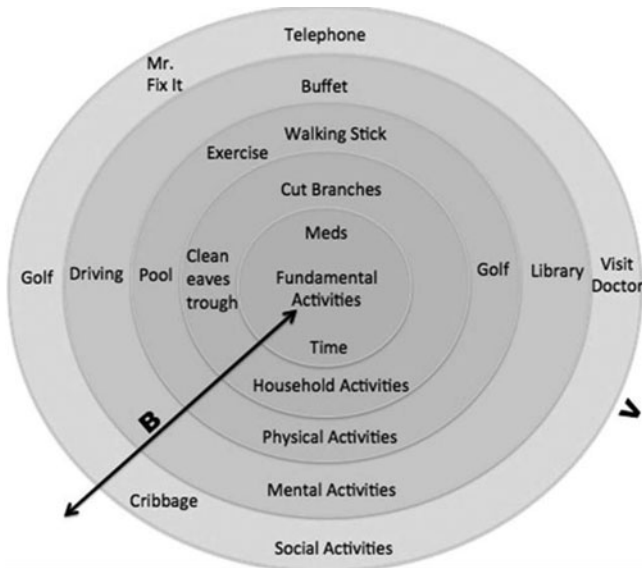 Telephone
Mr.
Fix It
Buffet
Walking Stick
Exercise
Cut Branches
Meds
Golf
Driving
Pool
Clean
eaves
trough
Fundamental
Activities
Golf
Library
Visit
Doctor
Time
Household Activities
B
V
Physical Activities
Mental Activities
Cribbage
Social Activities